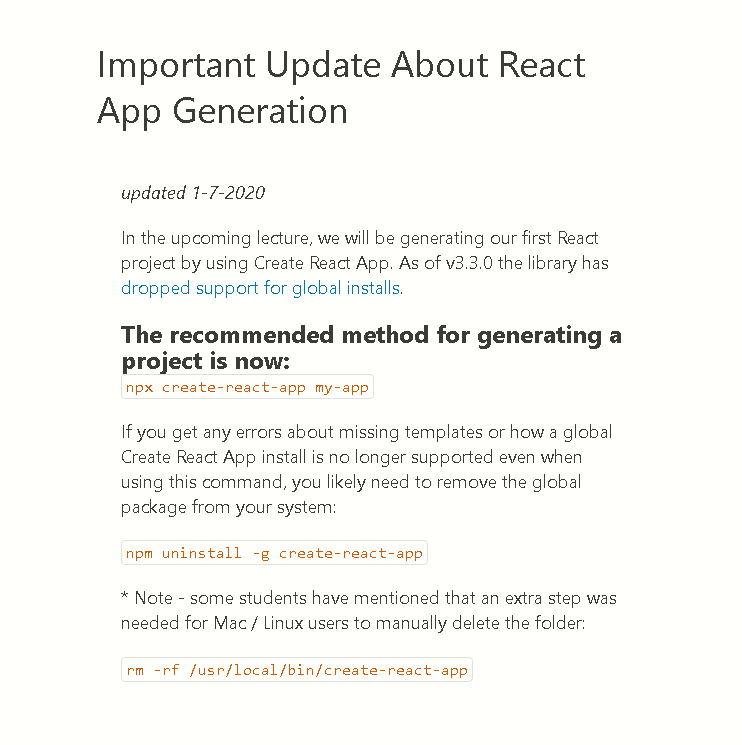 Important Update About React
App Generation
updated 1-7-2020
In the upcoming lecture, we will be generating our first React
project by using Create React App. As of v3.3.0 the library has
dropped support for global installs.
The recommended method for generating a
project is now:
npx create-react-app my-app
If you get any errors about missing templates or how a global
Create React App install is no longer supported even when
using this command, you likely need to remove the global
package from your system:
npm uninstall -g create-react-app
* Note - some students have mentioned that an extra step was
needed for Mac / Linux users to manually delete the folder:
rm -rf /usr/local/bin/create-react-app